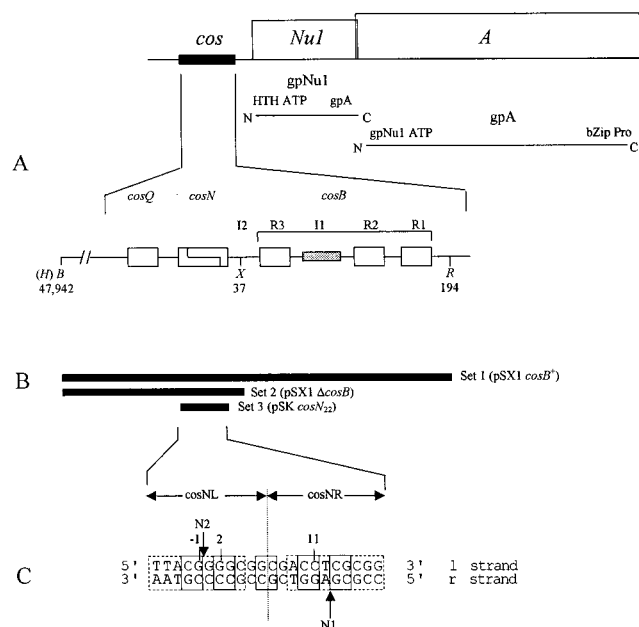 cos Nu1 A
gpNu1
HTH ATP gpA
N C
gpNu1 ATP gpA bZip Pro
N C
A
cosQ cosN cosB
I2 R3 I1 R2 R1
(H) B X R
47,942 37 194
B
Set 1 (pSX1 cosB+)
Set 2 (pSX1 ΔcosB)
Set 3 (pSK cosN22)
cosNL cosNR
N2
-1 2 11
5' TTACGGGGCGGCGACCTCGCGG 3' l strand
3' AATGCCCCGCCGCTGGAGCGCC 5' r strand
C
N1